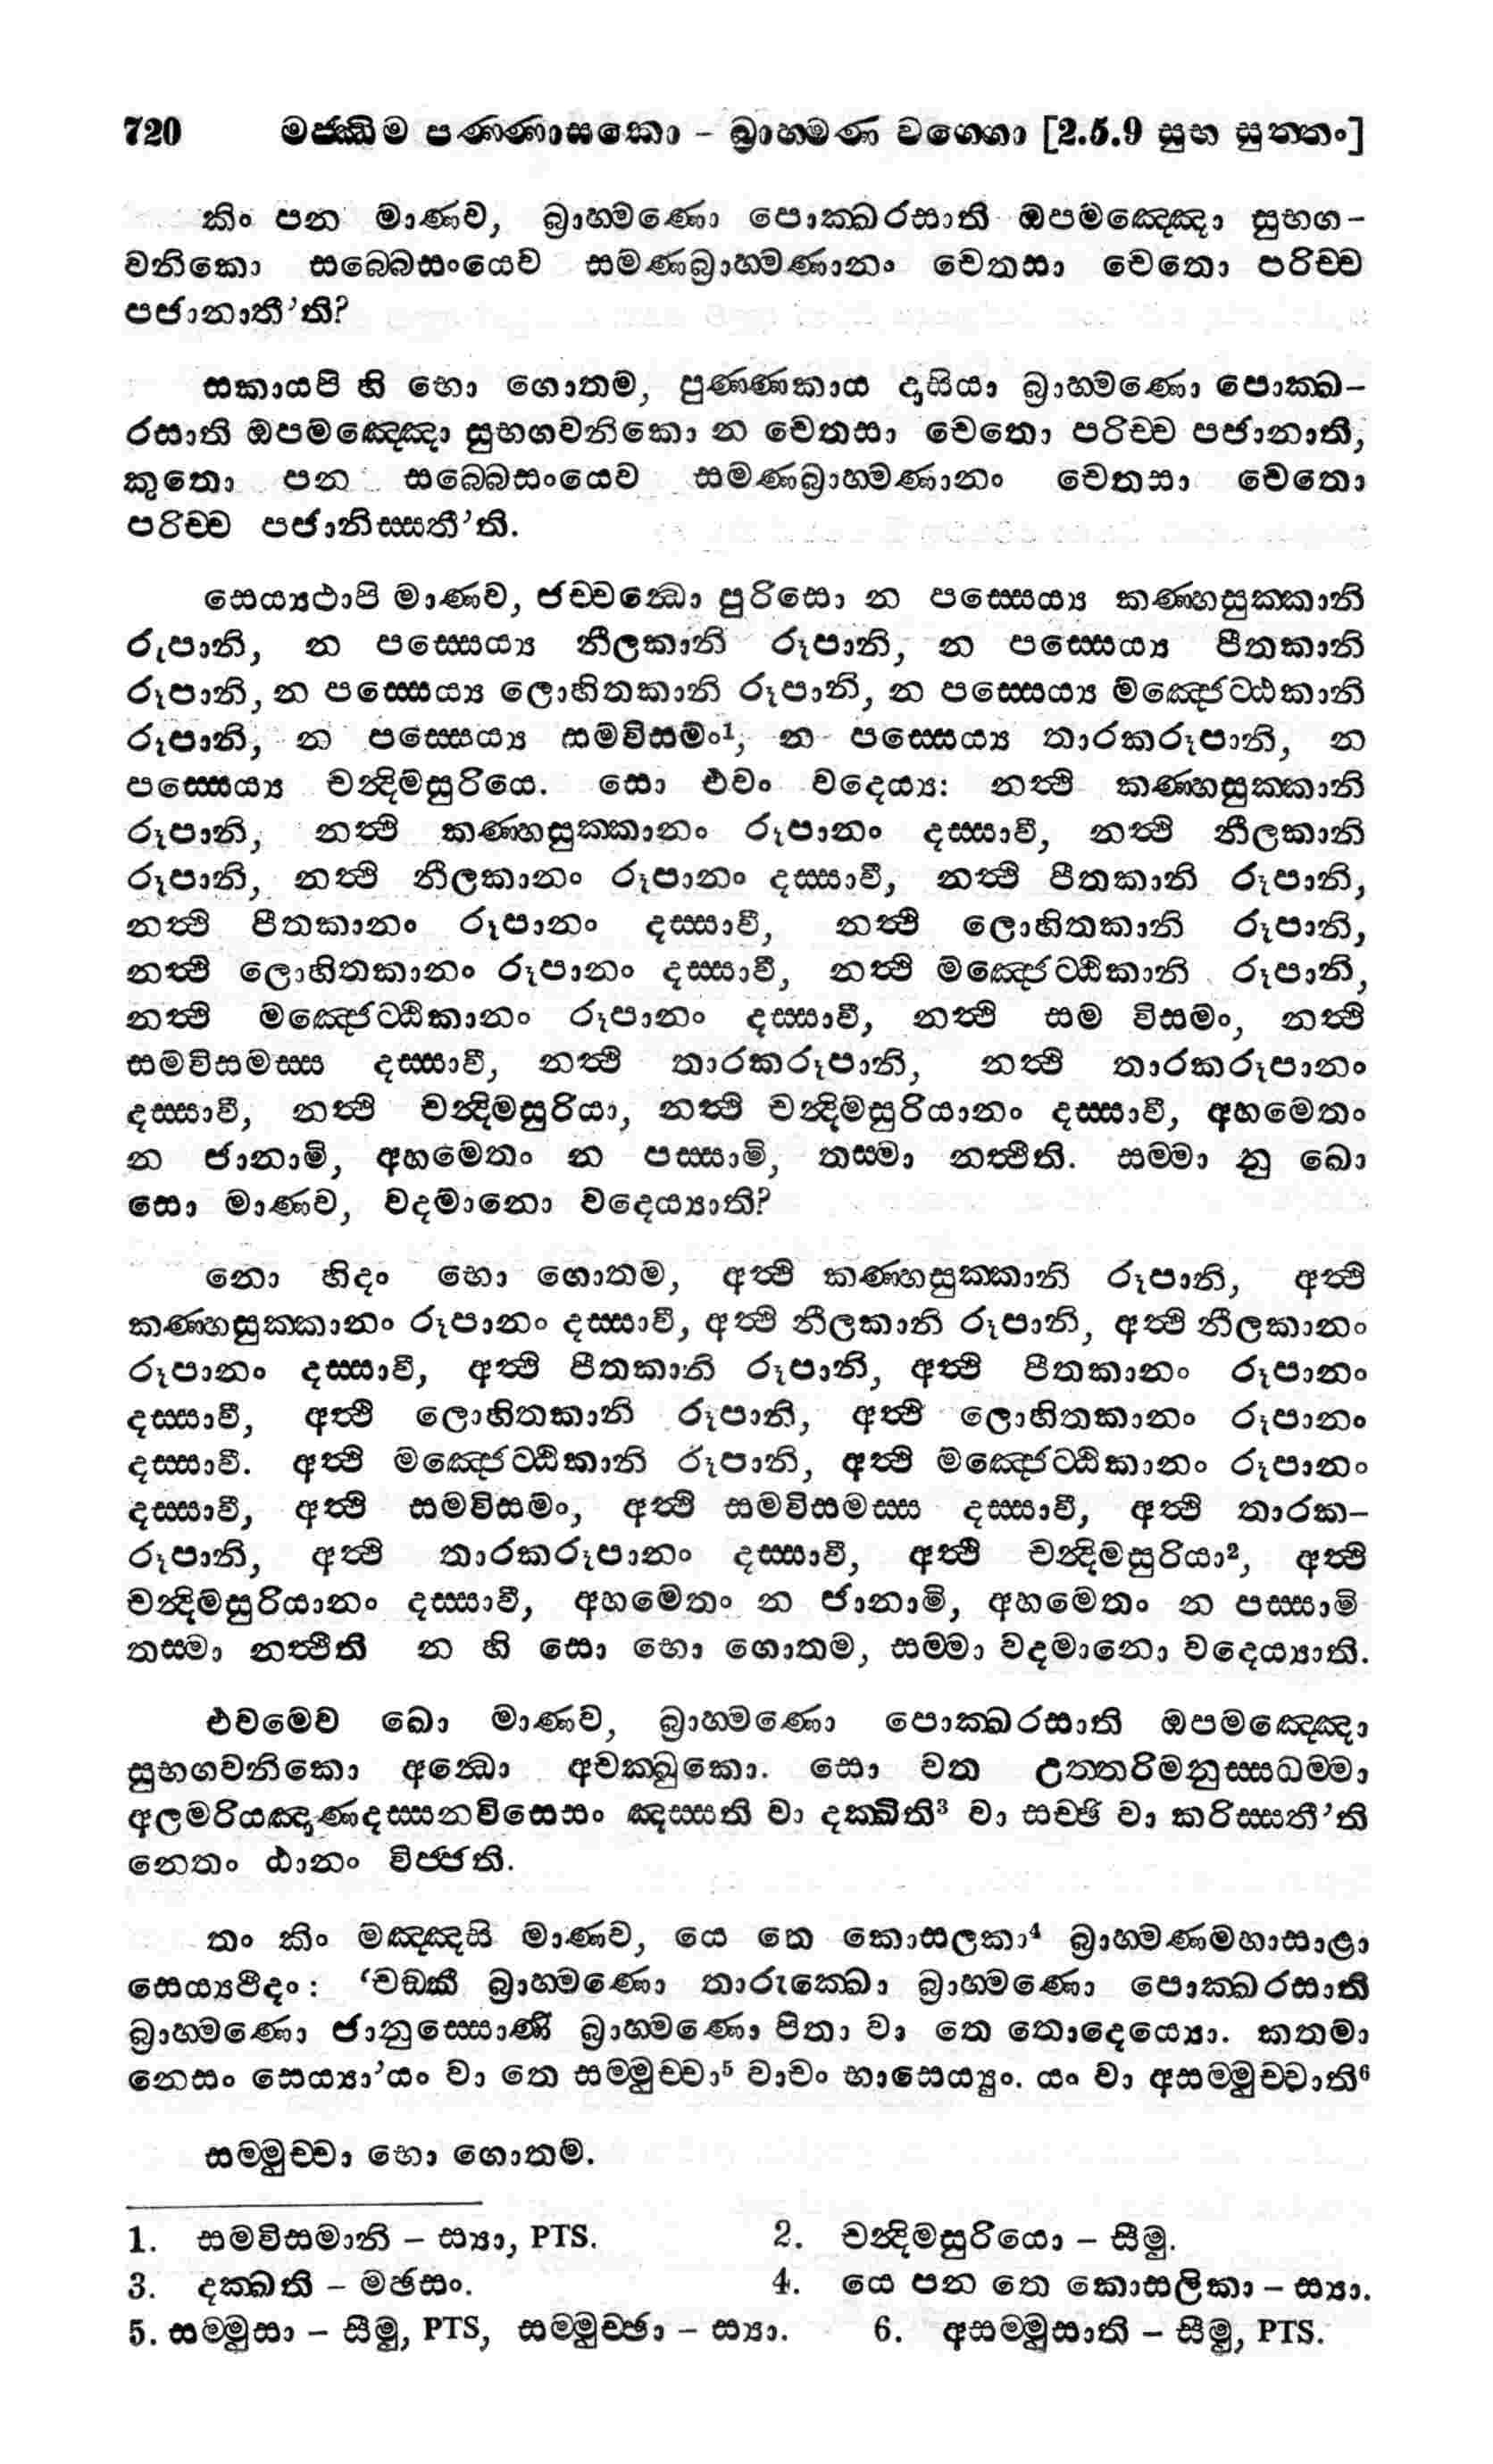 720 මජ්ඣිම පණ්ණාසකො – බ්‍රාහ්මණ වග්ගො [2.5.9 සුභ සුත්තං]
කිං පන මාණව, බ්‍රාහ්මණො පොක්ඛරසාති ඔපමඤ්ඤො සුභග-
වනිකො සබ්බෙසංයෙව සමණබ්‍රාහ්මණානං චෙතසා චෙතො පරිච්ච
පජානාතී’ති?
සකායපි හි භො ගොතම, පුණ්ණකාය දාසියා බ්‍රාහ්මණො පොක්ඛ-
රසාති ඔපමඤ්ඤො සුභගවනිකො න චෙතසා චෙතො පරිච්ච පජානාති,
කුතො පන සබ්බෙසංයෙව සමණබ්‍රාහ්මණානං චෙතසා චෙතො
පරිච්ච පජානිස්සතී’ති.
සෙය්‍යථාපි මාණව, ජච්චන්ධො පුරිසො න පස්සෙය්‍ය කණ්හසුක්කානි
රූපානි, න පස්සෙය්‍ය නීලකානි රූපානි, න පස්සෙය්‍ය පීතකානි
රූපානි, න පස්සෙය්‍ය ලොහිතකානි රූපානි, න පස්සෙය්‍ය මඤ්ජෙට්ඨකානි
රූපානි, න පස්සෙය්‍ය සමවිසමං¹, න පස්සෙය්‍ය තාරකරූපානි, න
පස්සෙය්‍ය චන්දිමසුරියෙ. සො එවං වදෙය්‍ය: නත්ථි කණ්හසුක්කානි
රූපානි, නත්ථි කණ්හසුක්කානං රූපානං දස්සාවී, නත්ථි නීලකානි
රූපානි, නත්ථි නීලකානං රූපානං දස්සාවී, නත්ථි පීතකානි රූපානි,
නත්ථි පීතකානං රූපානං දස්සාවී, නත්ථි ලොහිතකානි රූපානි,
නත්ථි ලොහිතකානං රූපානං දස්සාවී, නත්ථි මඤ්ජෙට්ඨිකානි රූපානි,
නත්ථි මඤ්ජෙට්ඨිකානං රූපානං දස්සාවී, නත්ථි සම විසමං, නත්ථි
සමවිසමස්ස දස්සාවී, නත්ථි තාරකරූපානි, නත්ථි තාරකරූපානං
දස්සාවී, නත්ථි චන්දිමසුරියා, නත්ථි චන්දිමසුරියානං දස්සාවී, අහමෙතං
න ජානාමි, අහමෙතං න පස්සාමි, තස්මා නත්ථීති. සම්මා නු ඛො
සො මාණව, වදමානො වදෙය්‍යාති?
නො හිදං භො ගොතම, අත්ථි කණ්හසුක්කානි රූපානි, අත්ථි
කණ්හසුක්කානං රූපානං දස්සාවී, අත්ථි නීලකානි රූපානි, අත්ථි නීලකානං
රූපානං දස්සාවී, අත්ථි පීතකානි රූපානි, අත්ථි පීතකානං රූපානං
දස්සාවී, අත්ථි ලොහිතකානි රූපානි, අත්ථි ලොහිතකානං රූපානං
දස්සාවී. අත්ථි මඤ්ජෙට්ඨිකානි රූපානි, අත්ථි මඤ්ජෙට්ඨිකානං රූපානං
දස්සාවී, අත්ථි සමවිසමං, අත්ථි සමවිසමස්ස දස්සාවී, අත්ථි තාරක-
රූපානි, අත්ථි තාරකරූපානං දස්සාවී, අත්ථි චන්දිමසුරියා², අත්ථි
චන්දිමසුරියානං දස්සාවී, අහමෙතං න ජානාමි, අහමෙතං න පස්සාමි
තස්මා නත්ථීති න හි සො භො ගොතම, සම්මා වදමානො වදෙය්‍යාති.
එවමෙව ඛො මාණව, බ්‍රාහ්මණො පොක්ඛරසාති ඔපමඤ්ඤො
සුභගවනිකො අන්ධො අචක්ඛුකො. සො වත උත්තරිමනුස්සධම්මා
අලමරියඤාණදස්සනවිසෙසං ඤස්සති වා දක්ඛිති³ වා සච්ඡි වා කරිස්සතී’ති
නෙතං ඨානං විජ්ජති.
තං කිං මඤ්ඤසි මාණව, යෙ තෙ කොසලකා⁴ බ්‍රාහ්මණමහාසාළා
සෙය්‍යථිදං: ‘චඞ්කී බ්‍රාහ්මණො තාරුක්ඛො බ්‍රාහ්මණො පොක්ඛරසාති
බ්‍රාහ්මණො ජානුස්සොණි බ්‍රාහ්මණො පිතා වා තෙ තොදෙය්‍යො. කතමා
නෙසං සෙය්‍යා’යං වා තෙ සම්මුච්චා⁵ වාචං භාසෙය්‍යුං. යං වා අසම්මුච්චාති⁶
සම්මුච්චා භො ගොතම.
1. සමවිසමානි – ස්‍යා, PTS. 2. චන්දිමසුරියො – සීමු.
3. දක්ඛති – මඡසං. 4. යෙ පන තෙ කොසලිකා – ස්‍යා.
5. සම්මුසා – සීමු, PTS, සම්මුච්ඡා – ස්‍යා. 6. අසම්මුසාති – සීමු, PTS.